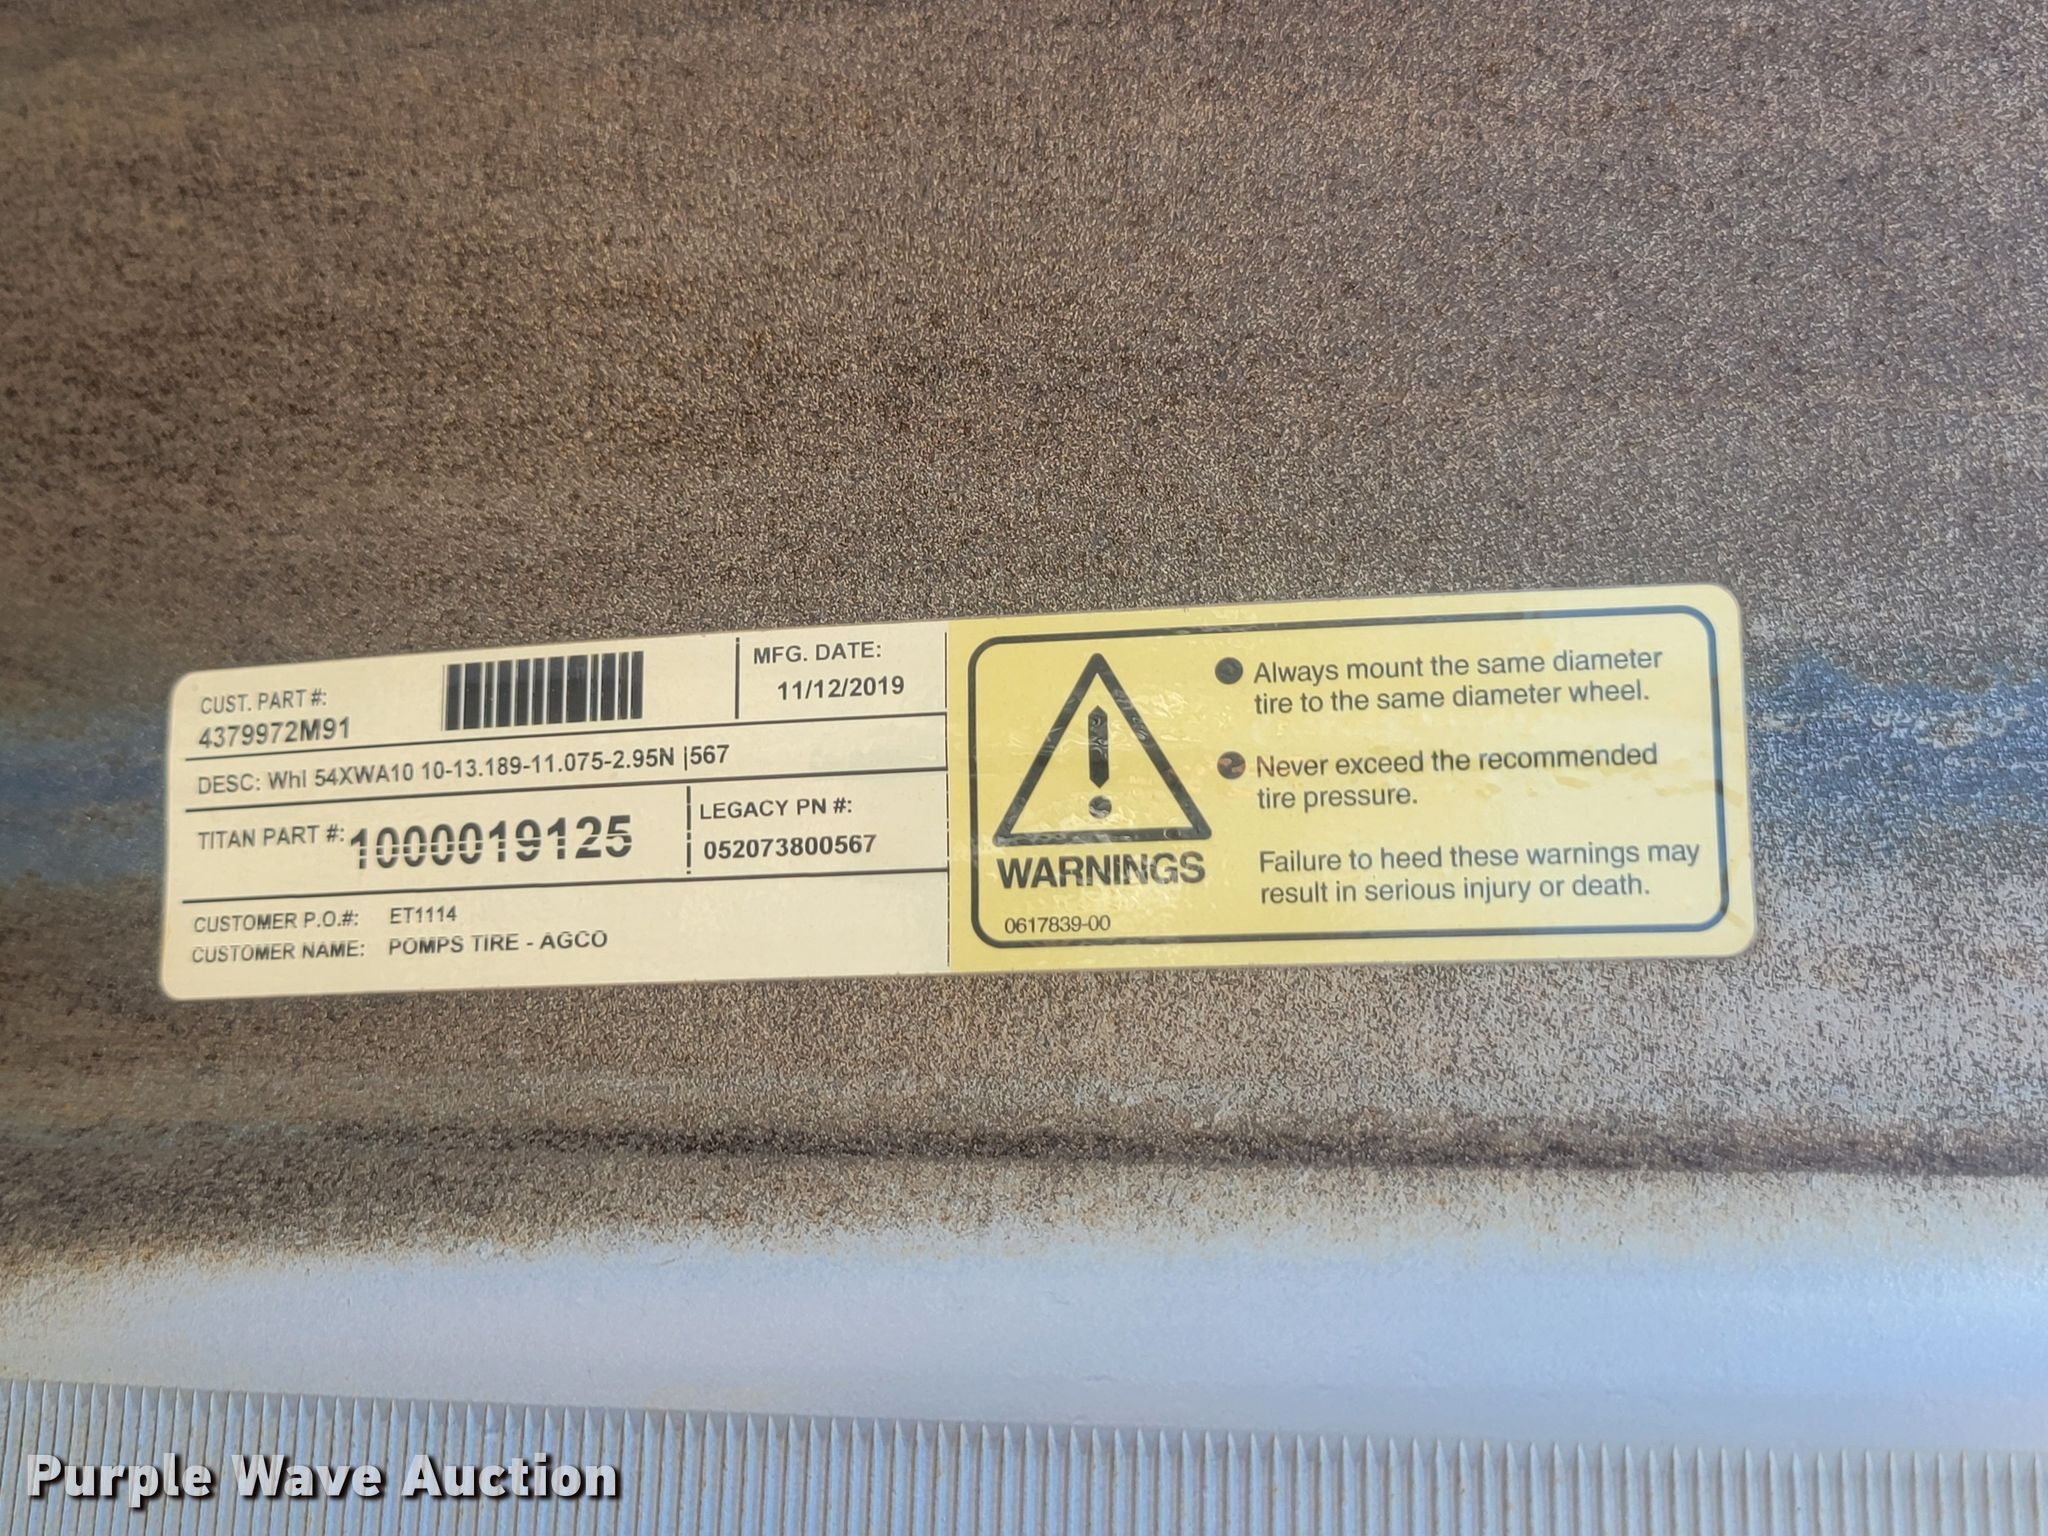 CUST. PART #:
4379972M91
MFG. DATE:
11/12/2019
DESC: Whl 54XWA10 10-13.189-11.075-2.95N |567
TITAN PART #: 1000019125
LEGACY PN #:
052073800567
CUSTOMER P.O.#: ET1114
CUSTOMER NAME: POMPS TIRE - AGCO
WARNINGS
0617839-00
Always mount the same diameter
tire to the same diameter wheel.
Never exceed the recommended
tire pressure.
Failure to heed these warnings may
result in serious injury or death.
Purple Wave Auction